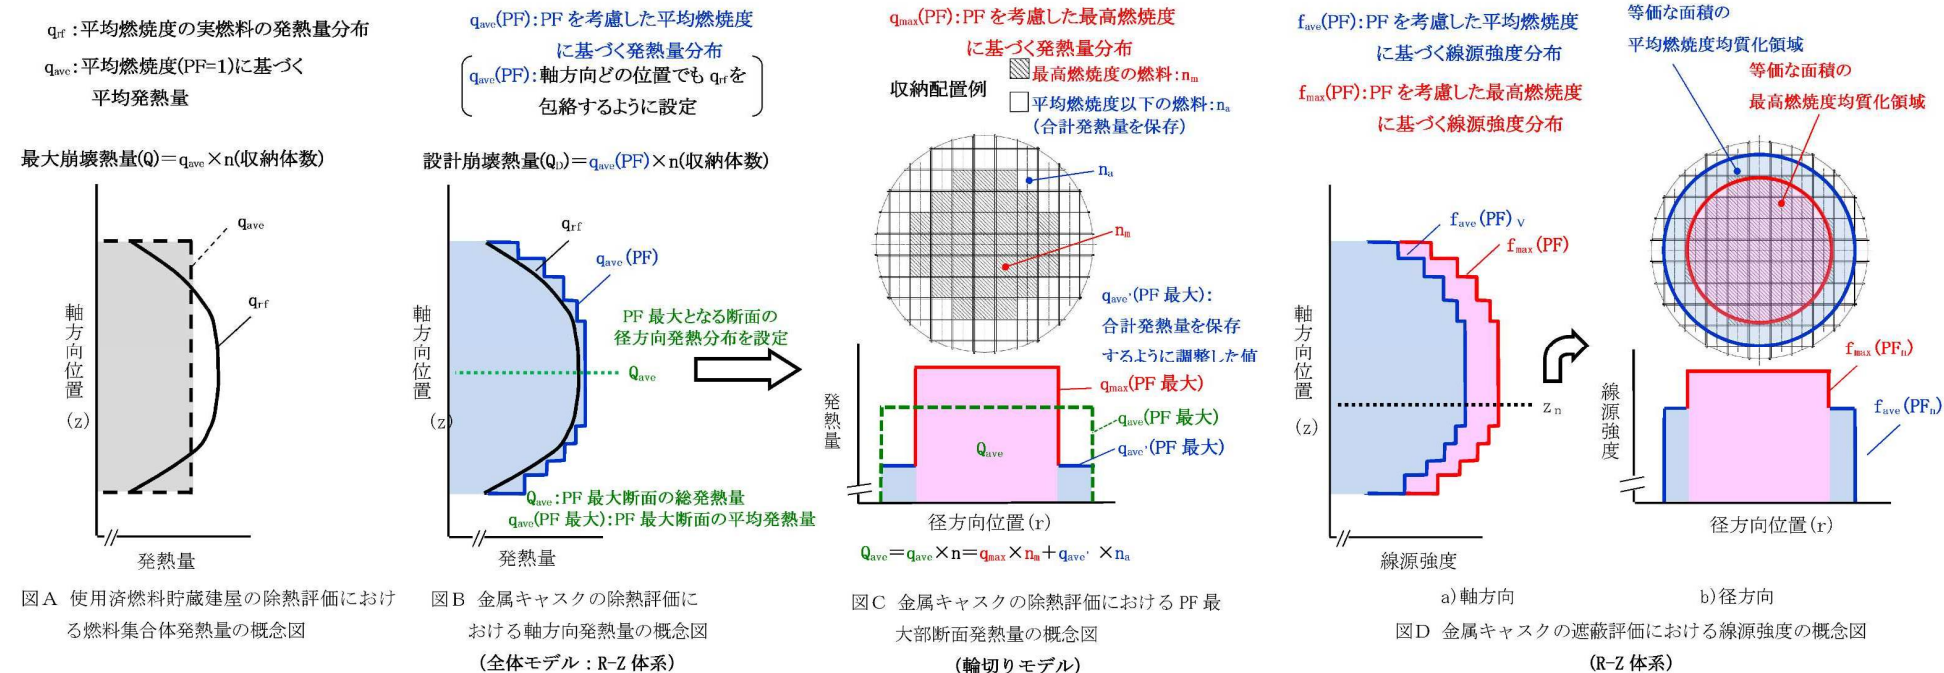 qrf：平均燃焼度の実燃料の発熱量分布
qave：平均燃焼度(PF=1)に基づく
平均発熱量
最大崩壊熱量(Q)＝qave×n(収納体数)
qave
qrf
軸方向位置
(z)
発熱量
図A 使用済燃料貯蔵建屋の除熱評価におけ
る燃料集合体発熱量の概念図
qave(PF)：PFを考慮した平均燃焼度
に基づく発熱量分布
qave(PF)：軸方向どの位置でもqrfを
包絡するように設定
設計崩壊熱量(QD)＝qave(PF)×n(収納体数)
qrf
qave(PF)
PF最大となる断面の
径方向発熱分布を設定
Qave
軸方向位置
(z)
Qave：PF最大断面の総発熱量
qave(PF最大)：PF最大断面の平均発熱量
発熱量
図B 金属キャスクの除熱評価に
おける軸方向発熱量の概念図
(全体モデル：R-Z体系)
qmax(PF)：PFを考慮した最高燃焼度
に基づく発熱量分布
収納配置例
最高燃焼度の燃料：nm
平均燃焼度以下の燃料：na
(合計発熱量を保存)
na
nm
qave'(PF最大)：
合計発熱量を保存
するように調整した値
qmax(PF最大)
qave(PF最大)
qave'(PF最大)
Qave
発熱量
径方向位置(r)
Qave＝qave×n＝qmax×nm＋qave'×na
図C 金属キャスクの除熱評価におけるPF最
大部断面発熱量の概念図
(輪切りモデル)
fave(PF)：PFを考慮した平均燃焼度
に基づく線源強度分布
fmax(PF)：PFを考慮した最高燃焼度
に基づく線源強度分布
等価な面積の
平均燃焼度均質化領域
等価な面積の
最高燃焼度均質化領域
fave(PF)v
fmax(PF)
軸方向位置
(z)
zn
線源強度
a)軸方向
fmax(PFn)
fave(PFn)
線源強度
径方向位置(r)
b)径方向
図D 金属キャスクの遮蔽評価における線源強度の概念図
(R-Z体系)